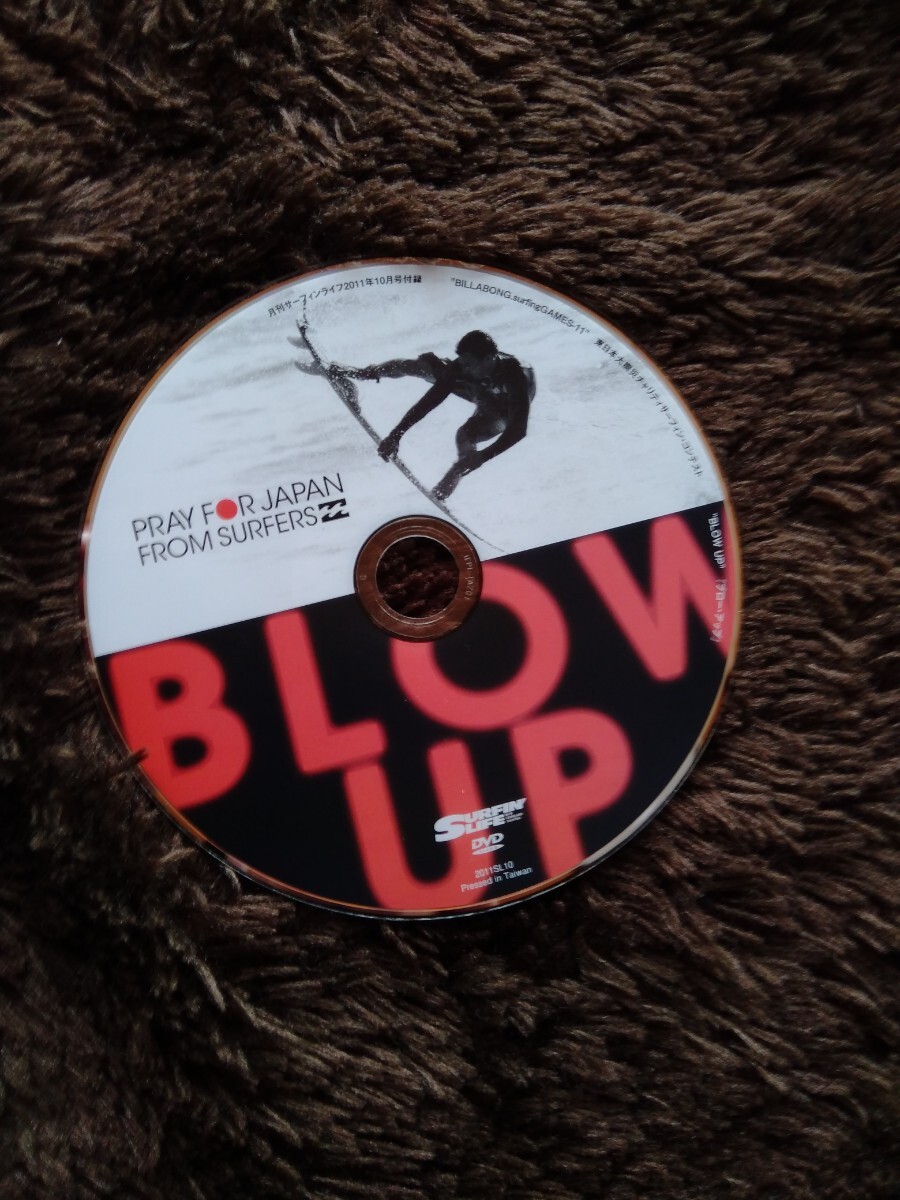 月刊サーフィンライフ2011年10月号付録
"BILLABONG.surfingGAMES-11"
東日本大震災チャリティサーフィン・コンテスト
"BLOW UP" [ブロー・アップ]
PRAY FOR JAPAN
FROM SURFERS
BLOW
UP
SURFIN'
LIFE
DVD
2011SL10
Pressed in Taiwan